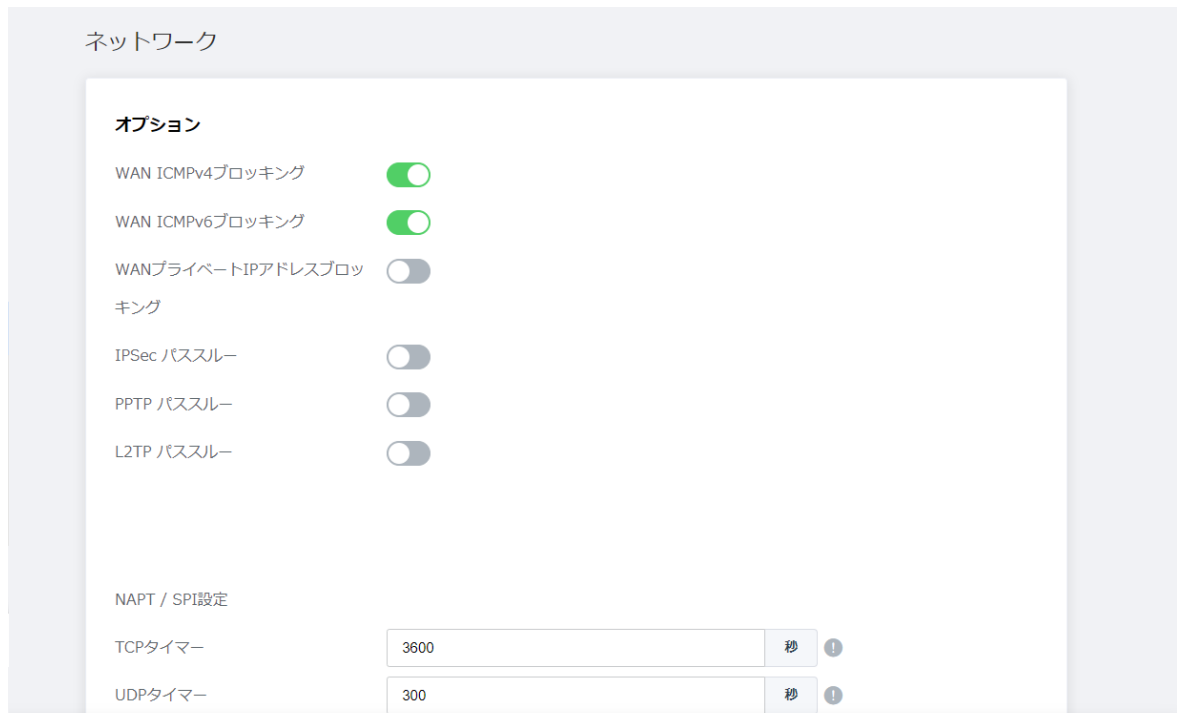 ネットワーク
オプション
WAN ICMPv4ブロッキング
WAN ICMPv6ブロッキング
WANプライベートIPアドレスブロッ
キング
IPSec パススルー
PPTP パススルー
L2TP パススルー
NAPT / SPI設定
TCPタイマー 3600 秒 !
UDPタイマー 300 秒 !